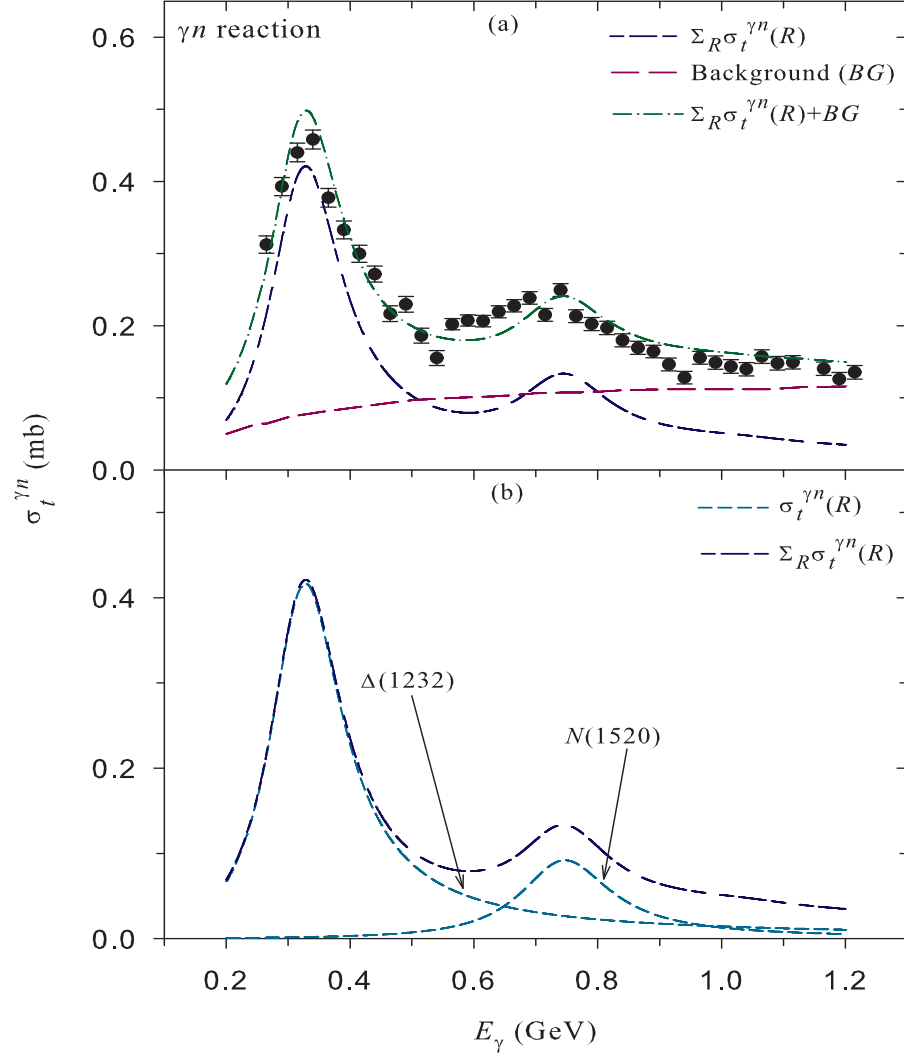 γn reaction
(a)
Σ_R σ_t^γn(R)
Background (BG)
Σ_R σ_t^γn(R)+BG
0.6
0.4
0.2
0.0
σ_t^γn (mb)
(b)
σ_t^γn(R)
Σ_R σ_t^γn(R)
Δ(1232)
N(1520)
0.4
0.2
0.0
0.2 0.4 0.6 0.8 1.0 1.2
E_γ (GeV)